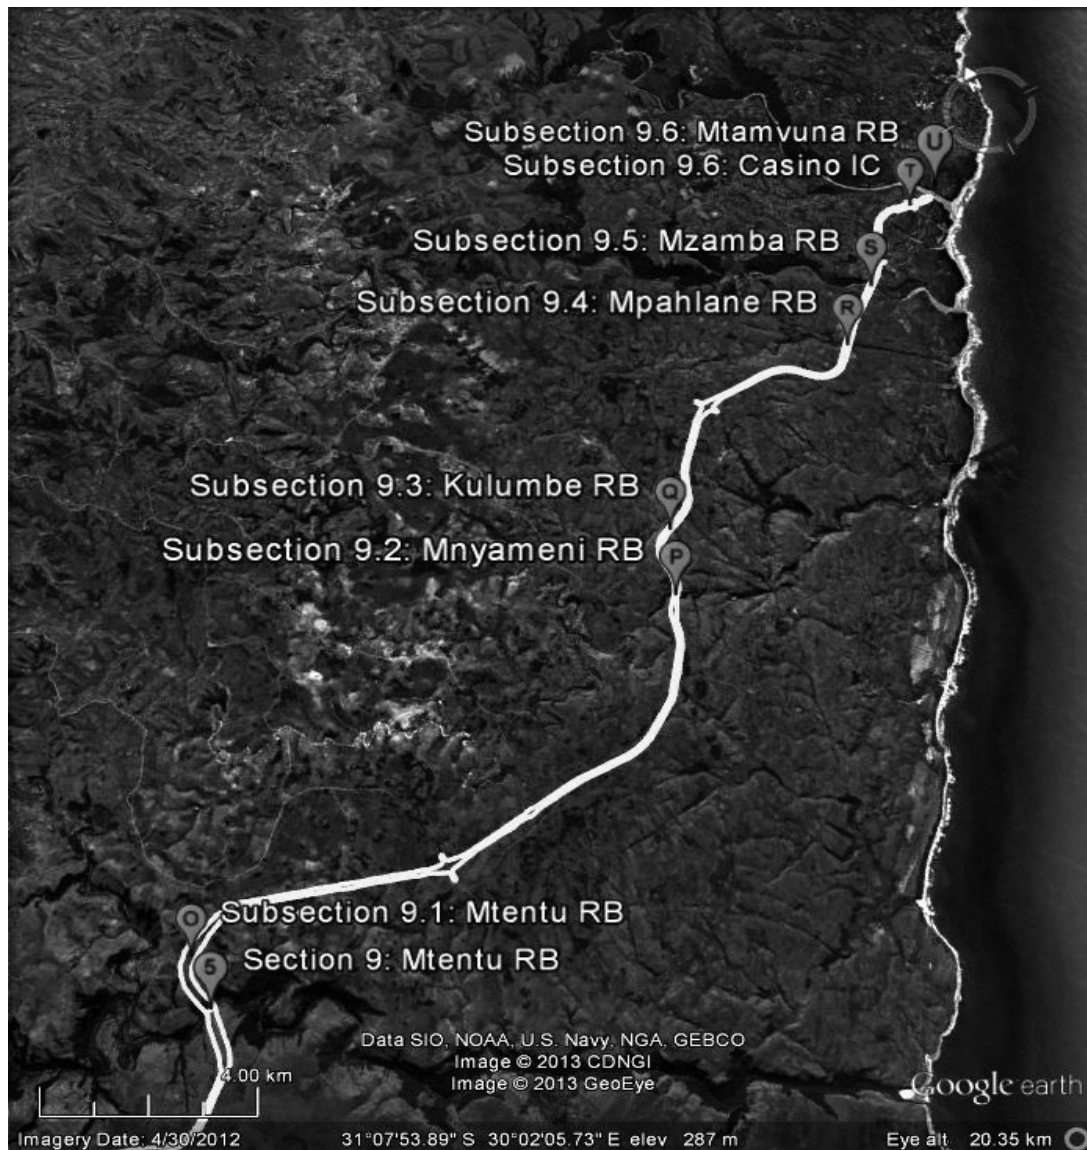 Subsection 9.6: Mtamvuna RB
U
Subsection 9.6: Casino IC
T
Subsection 9.5: Mzamba RB
S
Subsection 9.4: Mpahlane RB
R
Subsection 9.3: Kulumbe RB
Q
Subsection 9.2: Mnyameni RB
P
O
Subsection 9.1: Mtentu RB
5
Section 9: Mtentu RB
Data SIO, NOAA, U.S. Navy, NGA, GEBCO
Image © 2013 CDNGI
Image © 2013 GeoEye
4.00 km
Google earth
Imagery Date: 4/30/2012 31°07'53.89" S 30°02'05.73" E elev 287 m Eye alt 20.35 km